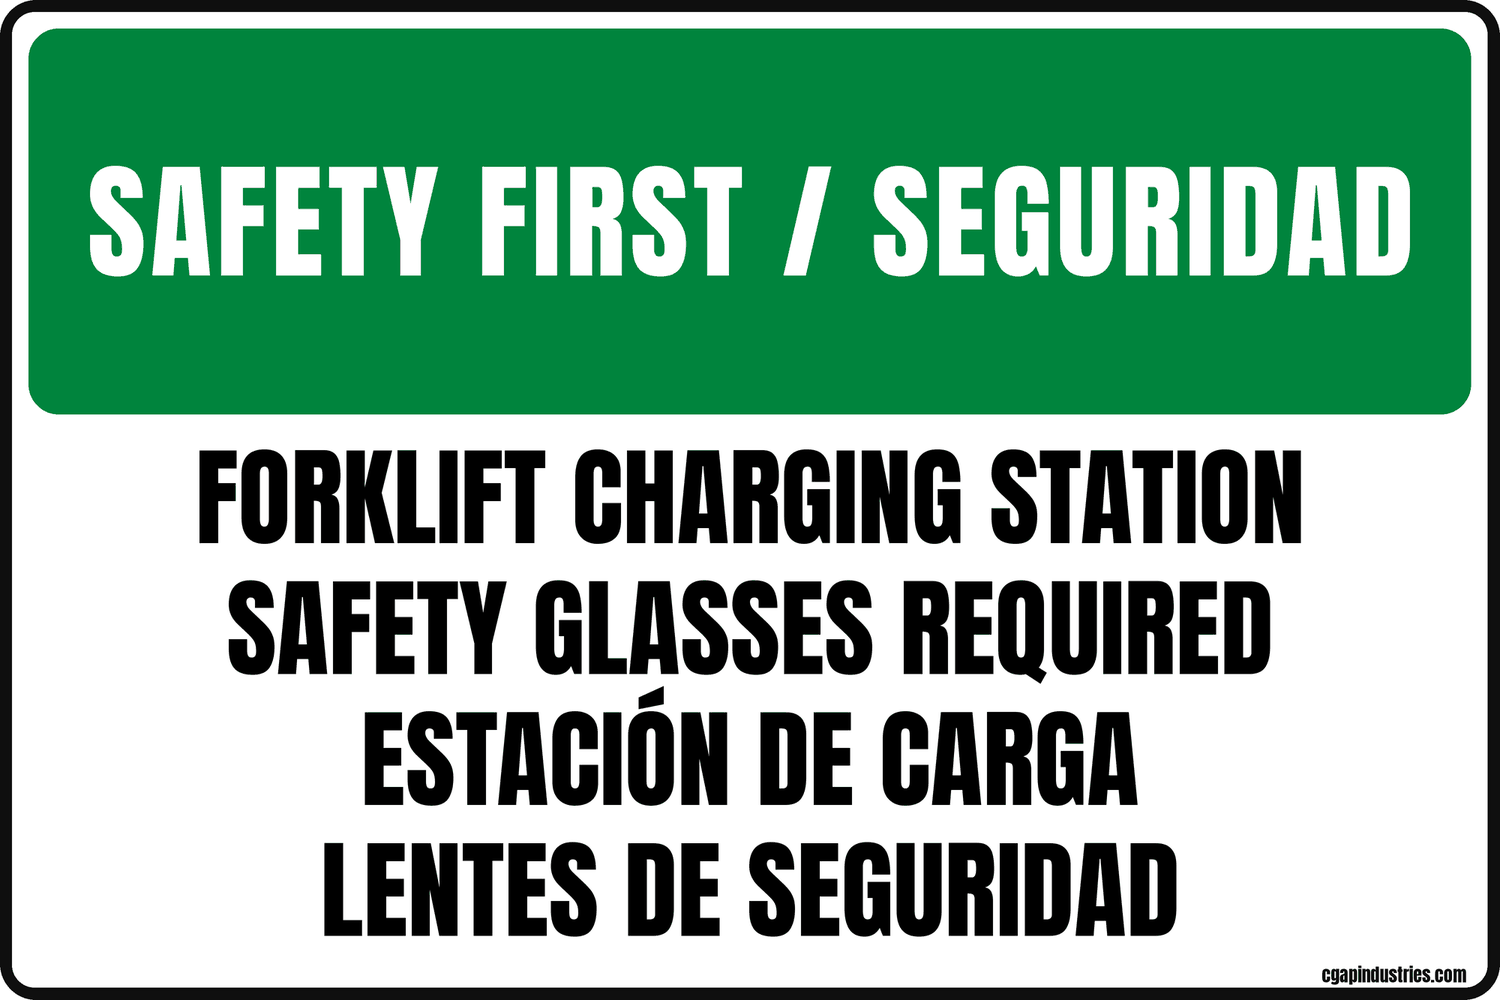 SAFETY FIRST / SEGURIDAD
FORKLIFT CHARGING STATION
SAFETY GLASSES REQUIRED
ESTACIÓN DE CARGA
LENTES DE SEGURIDAD
cgapindustries.com